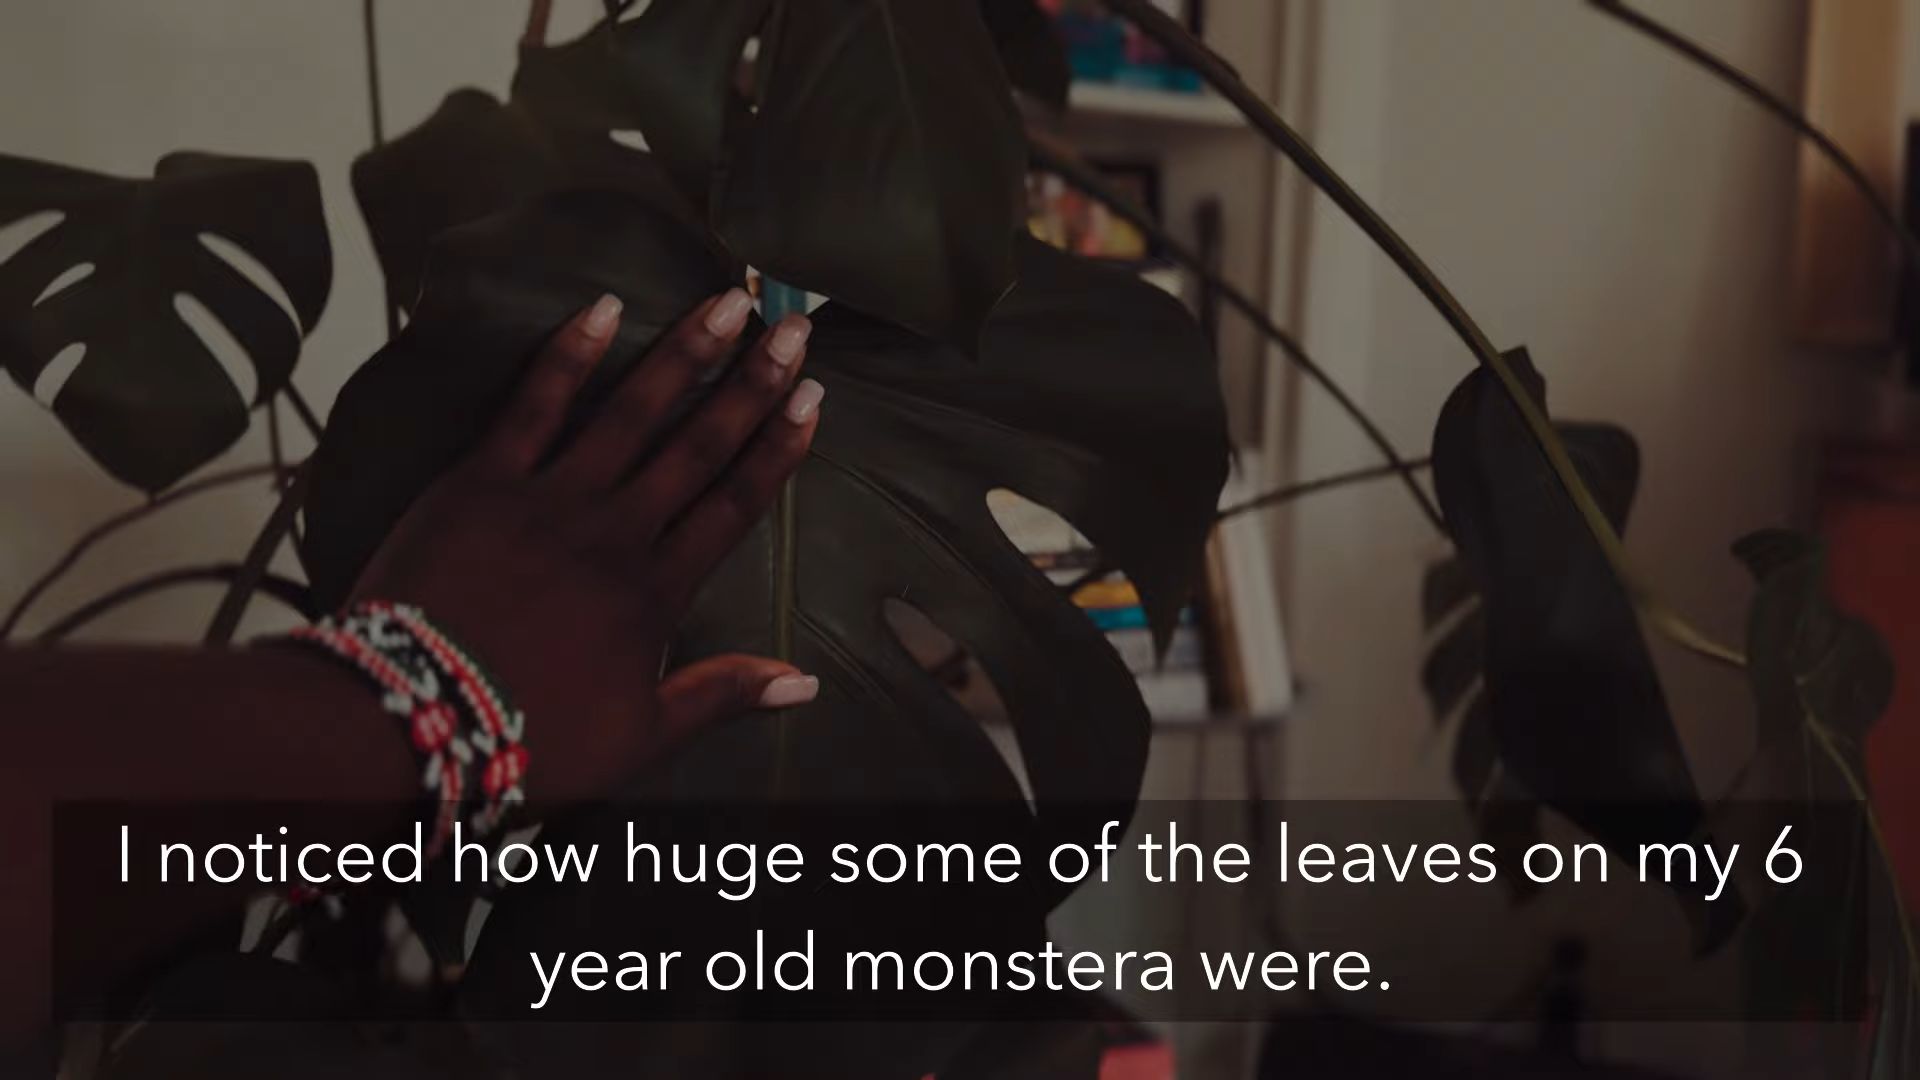 I noticed how huge some of the leaves on my 6
year old monstera were.